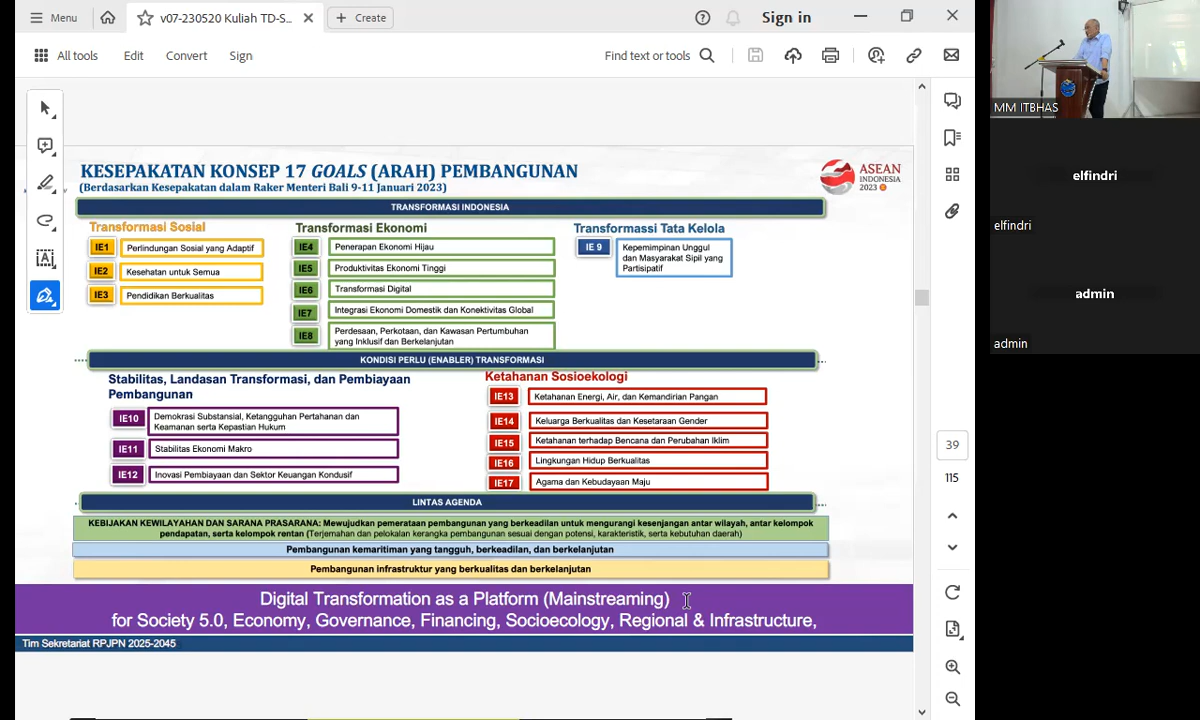 Menu
v07-230520 Kuliah TD-S...
Create
Sign in
All tools
Edit
Convert
Sign
Find text or tools
KESEPAKATAN KONSEP 17 GOALS (ARAH) PEMBANGUNAN
(Berdasarkan Kesepakatan dalam Raker Menteri Bali 9-11 Januari 2023)
ASEAN
INDONESIA
2023
TRANSFORMASI INDONESIA
Transformasi Sosial
IE1 Perlindungan Sosial yang Adaptif
IE2 Kesehatan untuk Semua
IE3 Pendidikan Berkualitas
Transformasi Ekonomi
IE4 Penerapan Ekonomi Hijau
IE5 Produktivitas Ekonomi Tinggi
IE6 Transformasi Digital
IE7 Integrasi Ekonomi Domestik dan Konektivitas Global
IE8 Perdesaan, Perkotaan, dan Kawasan Pertumbuhan
yang Inklusif dan Berkelanjutan
Transformassi Tata Kelola
IE 9 Kepemimpinan Unggul
dan Masyarakat Sipil yang
Partisipatif
KONDISI PERLU (ENABLER) TRANSFORMASI
Stabilitas, Landasan Transformasi, dan Pembiayaan
Pembangunan
IE10 Demokrasi Substansial, Ketangguhan Pertahanan dan
Keamanan serta Kepastian Hukum
IE11 Stabilitas Ekonomi Makro
IE12 Inovasi Pembiayaan dan Sektor Keuangan Kondusif
Ketahanan Sosioekologi
IE13 Ketahanan Energi, Air, dan Kemandirian Pangan
IE14 Keluarga Berkualitas dan Kesetaraan Gender
IE15 Ketahanan terhadap Bencana dan Perubahan Iklim
IE16 Lingkungan Hidup Berkualitas
IE17 Agama dan Kebudayaan Maju
LINTAS AGENDA
KEBIJAKAN KEWILAYAHAN DAN SARANA PRASARANA: Mewujudkan pemerataan pembangunan yang berkeadilan untuk mengurangi kesenjangan antar wilayah, antar kelompok
pendapatan, serta kelompok rentan (Terjemahan dan pelokalan kerangka pembangunan sesuai dengan potensi, karakteristik, serta kebutuhan daerah)
Pembangunan kemaritiman yang tangguh, berkeadilan, dan berkelanjutan
Pembangunan infrastruktur yang berkualitas dan berkelanjutan
Digital Transformation as a Platform (Mainstreaming)
for Society 5.0, Economy, Governance, Financing, Socioecology, Regional & Infrastructure,
Tim Sekretariat RPJPN 2025-2045
39
115
MM ITBHAS
elfindri
elfindri
admin
admin